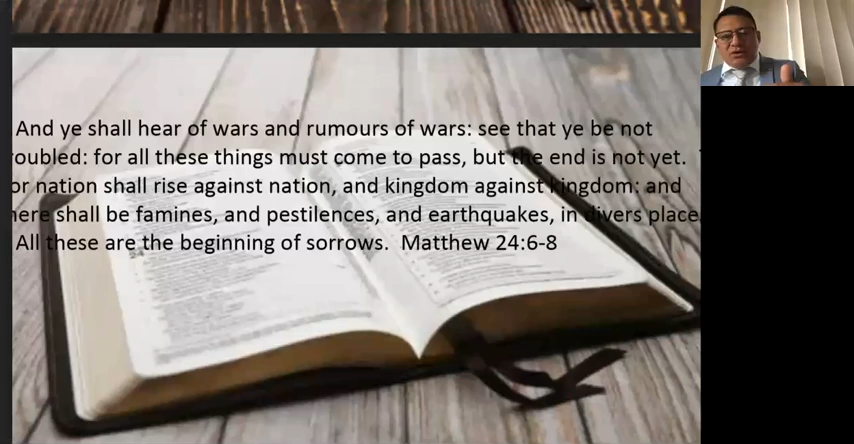 And ye shall hear of wars and rumours of wars: see that ye be not
roubled: for all these things must come to pass, but the end is not yet.
or nation shall rise against nation, and kingdom against kingdom: and
here shall be famines, and pestilences, and earthquakes, in divers place
All these are the beginning of sorrows. Matthew 24:6-8